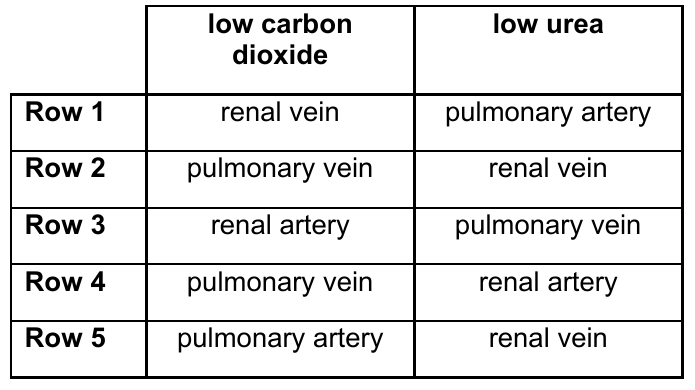 low carbon low urea
dioxide
Row 1 renal vein pulmonary artery
Row 2 pulmonary vein renal vein
Row 3 renal artery pulmonary vein
Row 4 pulmonary vein renal artery
Row 5 pulmonary artery renal vein